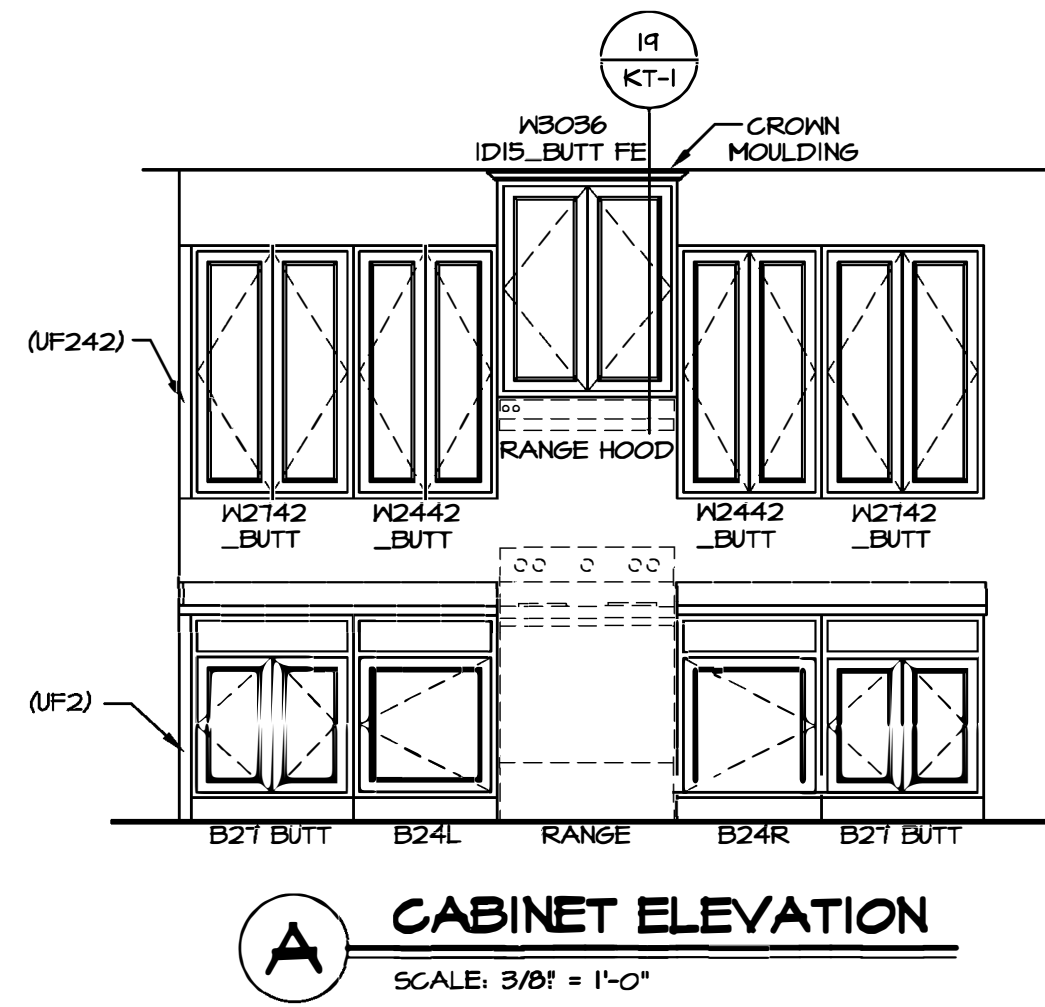 19
KT-1
W3036
1D15_BUTT FE
CROWN
MOULDING
(UF242)
RANGE HOOD
W2742
_BUTT
W2442
_BUTT
W2442
_BUTT
W2742
_BUTT
(UF2)
B27 BUTT
B24L
RANGE
B24R
B27 BUTT
A
CABINET ELEVATION
SCALE: 3/8" = 1'-0"